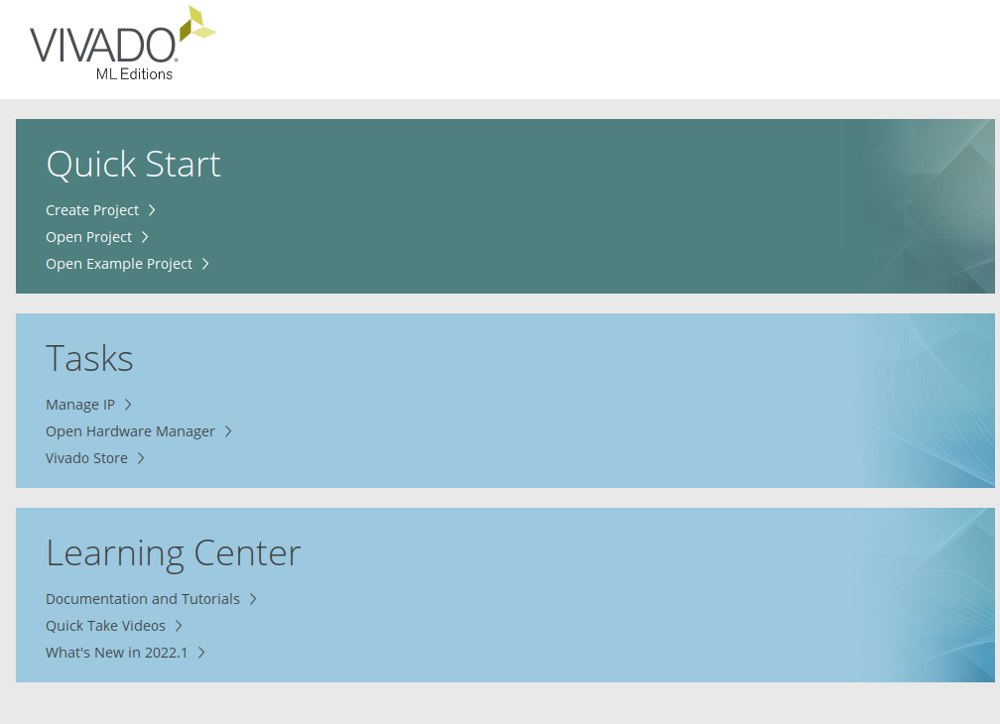 VIVADO
ML Editions
Quick Start
Create Project
Open Project
Open Example Project
Tasks
Manage IP
Open Hardware Manager
Vivado Store
Learning Center
Documentation and Tutorials
Quick Take Videos
What's New in 2022.1